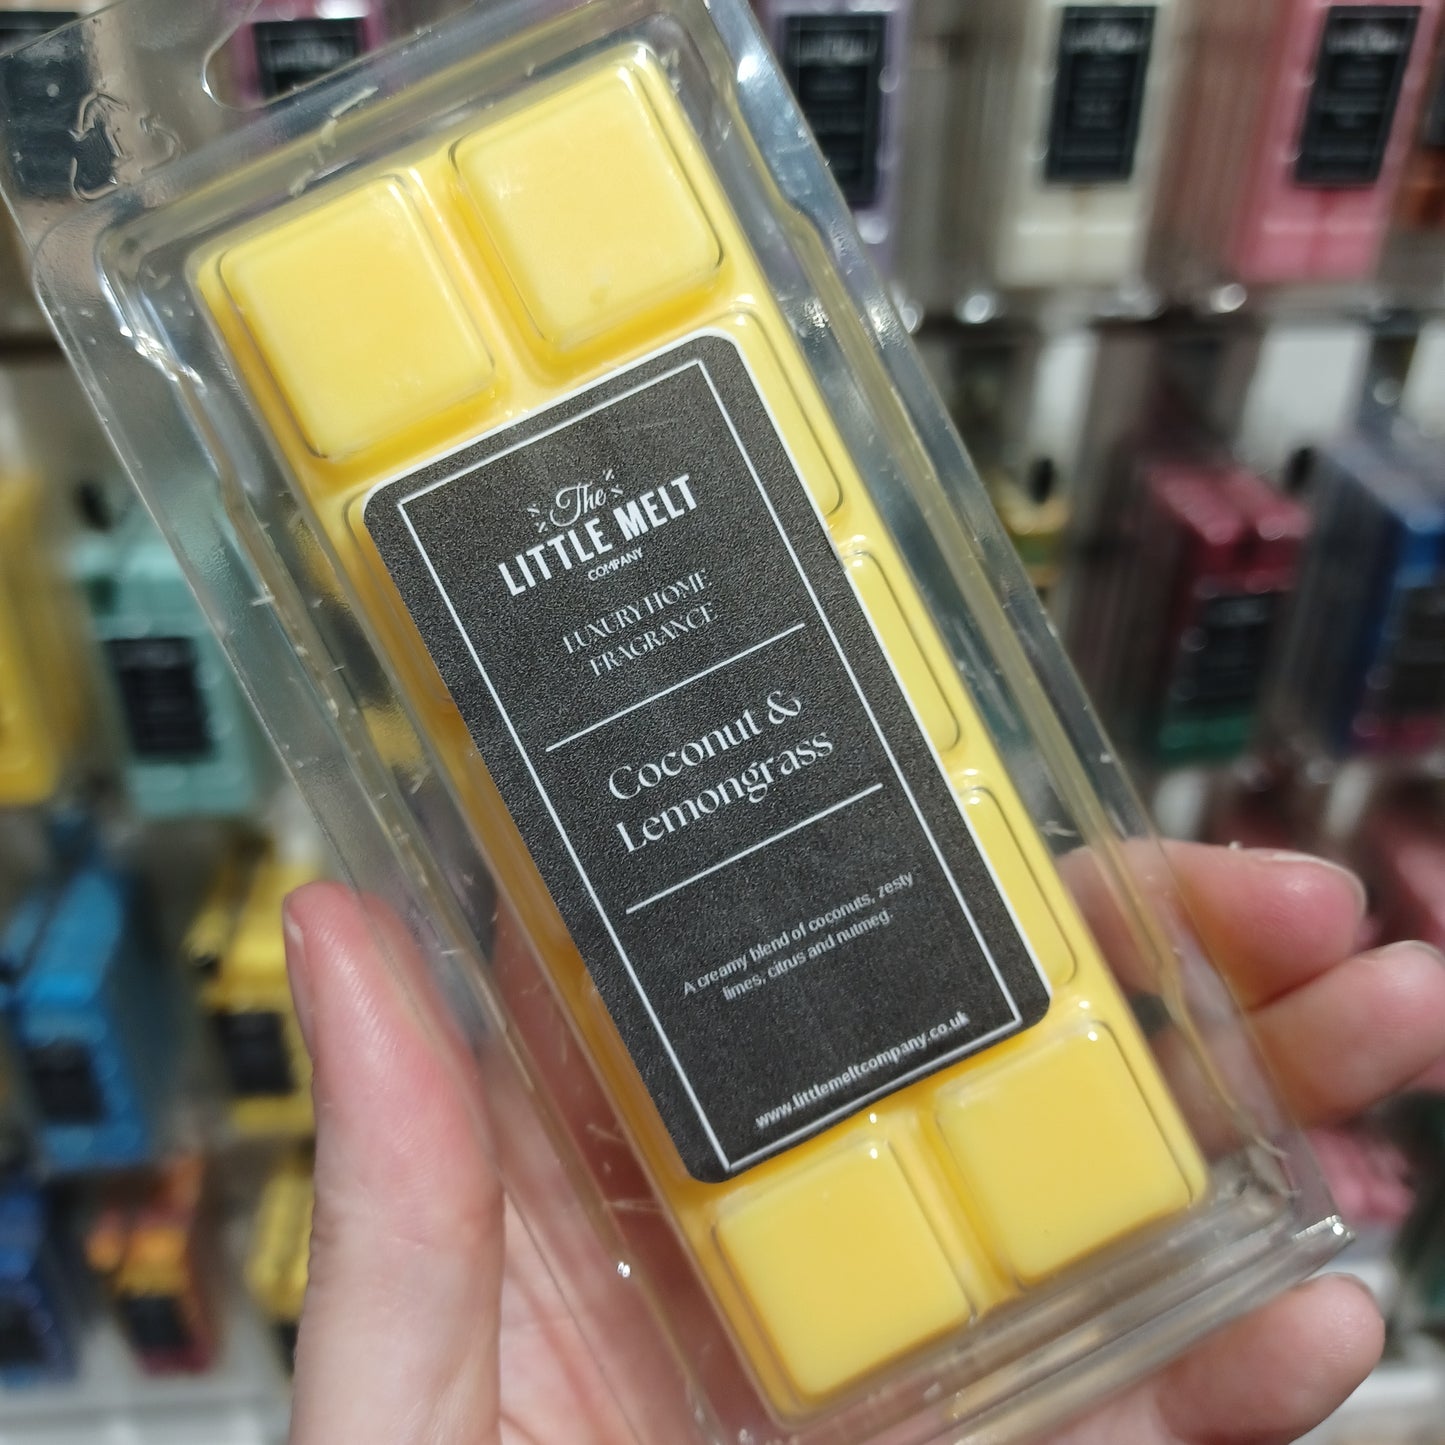 The
LITTLE MELT
COMPANY
LUXURY HOME
FRAGRANCE
Coconut &
Lemongrass
A creamy blend of coconuts, zesty
limes, citrus and nutmeg.
www.littlemeltcompany.co.uk